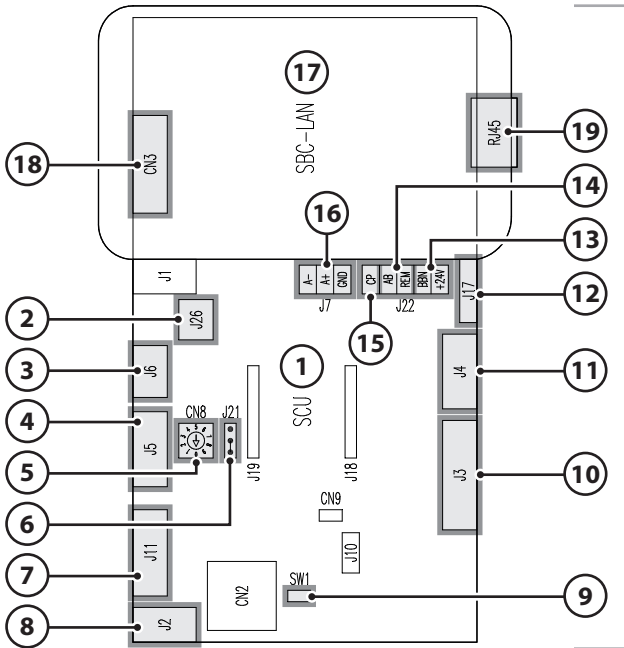 17
SBC-LAN
18
CN3
RJ45
19
16
14
13
J1
A-
A+
GND
J7
CP
AB
REM
BBN
+24V
J22
J17
12
2
J26
15
3
J6
1
SCU
J4
11
4
J5
CN8
J21
5
J19
J18
J3
10
6
CN9
7
J11
J10
CN2
SW1
9
8
J2